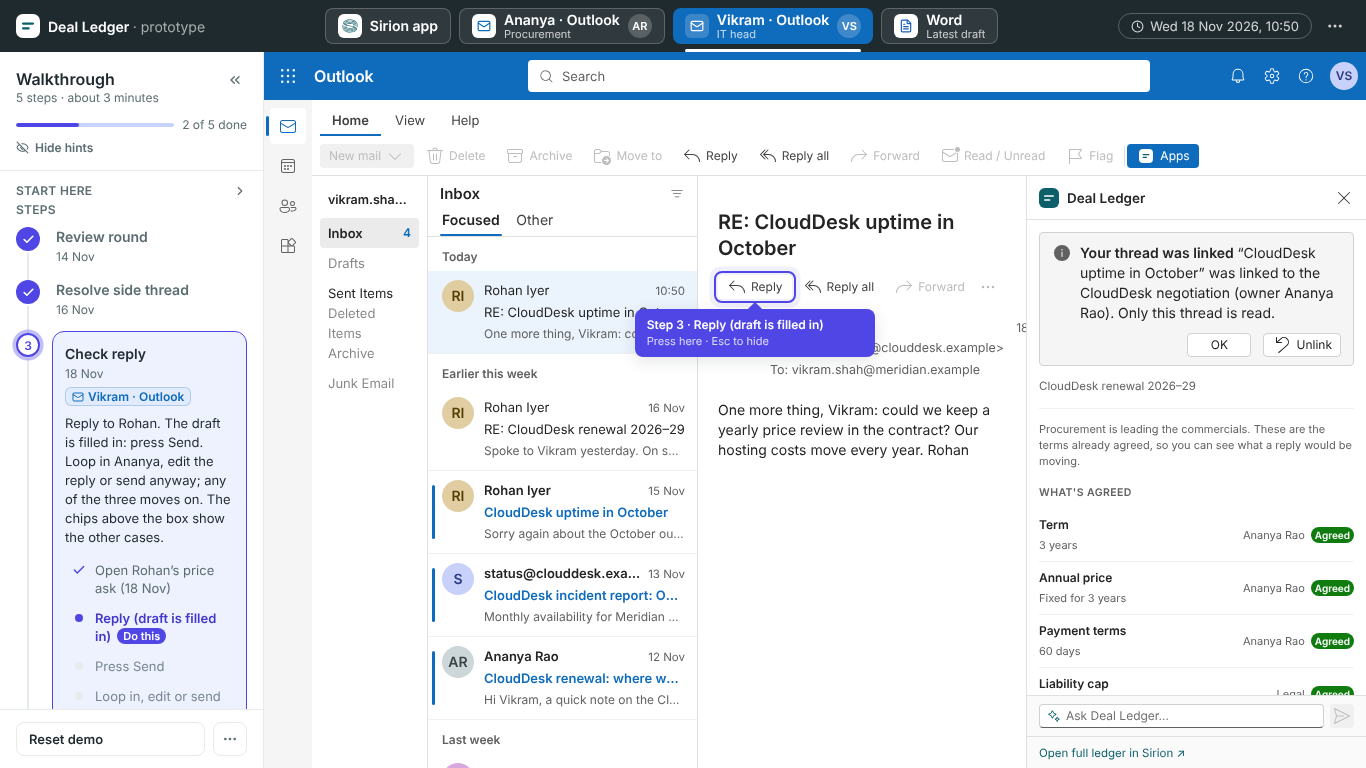 Deal Ledger · prototype
Sirion app
Ananya · Outlook
Procurement
AR
Vikram · Outlook
IT head
VS
Word
Latest draft
Wed 18 Nov 2026, 10:50
Walkthrough
5 steps · about 3 minutes
2 of 5 done
Hide hints
START HERE
STEPS
Review round
14 Nov
Resolve side thread
16 Nov
3
Check reply
18 Nov
Vikram · Outlook
Reply to Rohan. The draft
is filled in: press Send.
Loop in Ananya, edit the
reply or send anyway; any
of the three moves on. The
chips above the box show
the other cases.
Open Rohan's price
ask (18 Nov)
Reply (draft is filled
in) Do this
Press Send
Loop in, edit or send
Reset demo
Outlook
Search
VS
Home
View
Help
New mail
Delete
Archive
Move to
Reply
Reply all
Forward
Read / Unread
Flag
Apps
vikram.sha...
Inbox 4
Drafts
Sent Items
Deleted
Items
Archive
Junk Email
Inbox
Focused
Other
Today
RI
Rohan Iyer 10:50
RE: CloudDesk uptime in
One more thing, Vikram:
Earlier this week
RI
Rohan Iyer 16 Nov
RE: CloudDesk renewal 2026–29
Spoke to Vikram yesterday. On s...
RI
Rohan Iyer 15 Nov
CloudDesk uptime in October
Sorry again about the October ou...
S
status@clouddesk.exa... 13 Nov
CloudDesk incident report: O...
Monthly availability for Meridian ...
AR
Ananya Rao 12 Nov
CloudDesk renewal: where w...
Hi Vikram, a quick note on the Cl...
Last week
RE: CloudDesk uptime in
October
Reply
Reply all
Forward
Step 3 · Reply (draft is filled in)
Press here · Esc to hide
18
@clouddesk.example>
To: vikram.shah@meridian.example
One more thing, Vikram: could we keep a
yearly price review in the contract? Our
hosting costs move every year. Rohan
Deal Ledger
Your thread was linked “CloudDesk
uptime in October” was linked to the
CloudDesk negotiation (owner Ananya
Rao). Only this thread is read.
OK
Unlink
CloudDesk renewal 2026–29
Procurement is leading the commercials. These are the
terms already agreed, so you can see what a reply would be
moving.
WHAT'S AGREED
Term
3 years
Ananya Rao Agreed
Annual price
Fixed for 3 years
Ananya Rao Agreed
Payment terms
60 days
Ananya Rao Agreed
Liability cap
Legal Agreed
Ask Deal Ledger...
Open full ledger in Sirion ↗